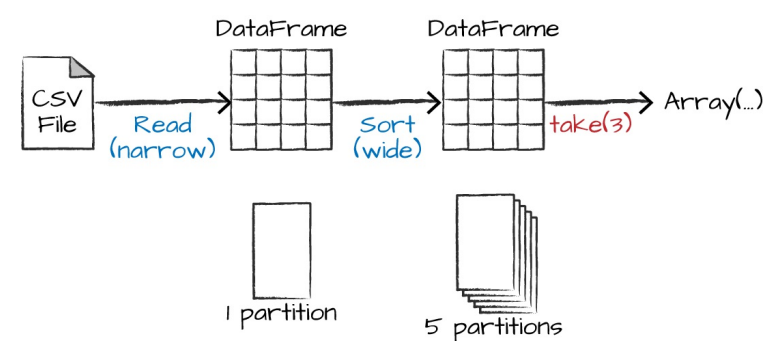 DataFrame
DataFrame
CSV
File
Read
(narrow)
Sort
(wide)
take(3)
Array(...)
1 partition
5 partitions